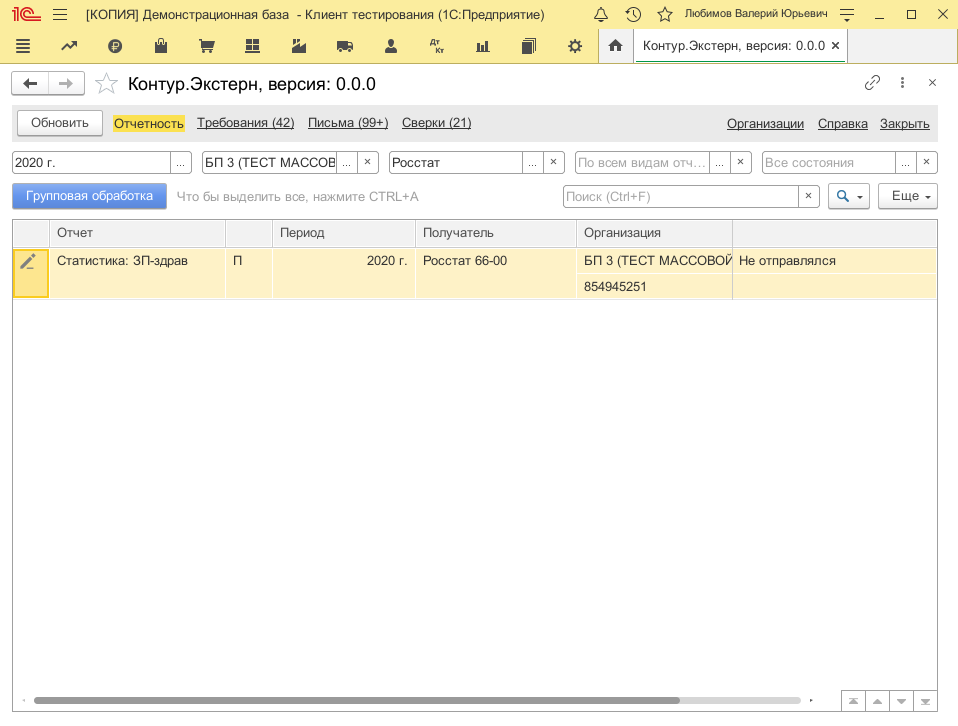 1С [КОПИЯ] Демонстрационная база - Клиент тестирования (1С:Предприятие) Любимов Валерий Юрьевич
Дт Кт Контур.Экстерн, версия: 0.0.0 ×
Контур.Экстерн, версия: 0.0.0
Обновить Отчетность Требования (42) Письма (99+) Сверки (21) Организации Справка Закрыть
2020 г. ... БП 3 (ТЕСТ МАССОВ ... × Росстат ... × По всем видам отч... ... × Все состояния ... ×
Групповая обработка Что бы выделить все, нажмите CTRL+A Поиск (Ctrl+F) × Еще
Отчет Период Получатель Организация
Статистика: ЗП-здрав П 2020 г. Росстат 66-00 БП 3 (ТЕСТ МАССОВОЙ Не отправлялся
854945251